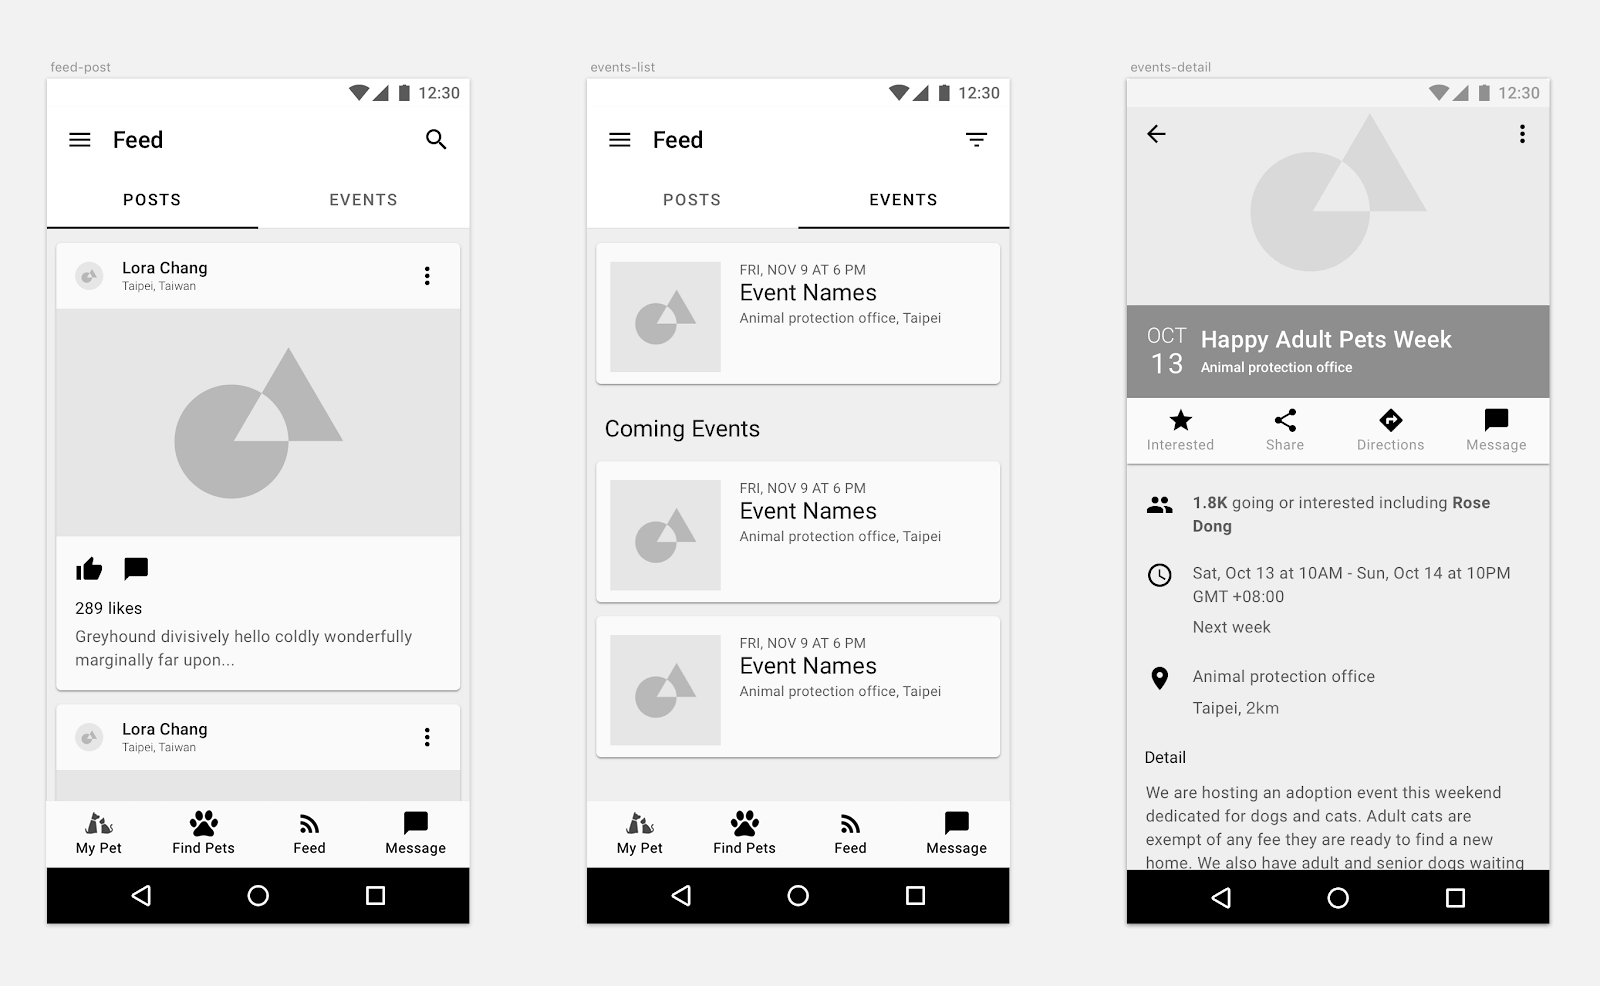 feed-post
12:30
Feed
POSTS
EVENTS
Lora Chang
Taipei, Taiwan
289 likes
Greyhound divisively hello coldly wonderfully
marginally far upon...
Lora Chang
Taipei, Taiwan
My Pet
Find Pets
Feed
Message
events-list
12:30
Feed
POSTS
EVENTS
FRI, NOV 9 AT 6 PM
Event Names
Animal protection office, Taipei
Coming Events
FRI, NOV 9 AT 6 PM
Event Names
Animal protection office, Taipei
FRI, NOV 9 AT 6 PM
Event Names
Animal protection office, Taipei
My Pet
Find Pets
Feed
Message
events-detail
12:30
OCT
13
Happy Adult Pets Week
Animal protection office
Interested
Share
Directions
Message
1.8K going or interested including Rose
Dong
Sat, Oct 13 at 10AM - Sun, Oct 14 at 10PM
GMT +08:00
Next week
Animal protection office
Taipei, 2km
Detail
We are hosting an adoption event this weekend
dedicated for dogs and cats. Adult cats are
exempt of any fee they are ready to find a new
home. We also have adult and senior dogs waiting